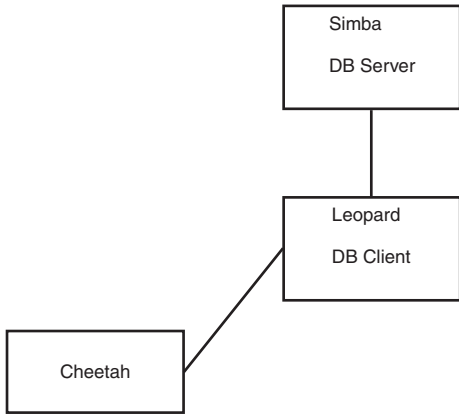 Simba
DB Server
Leopard
DB Client
Cheetah